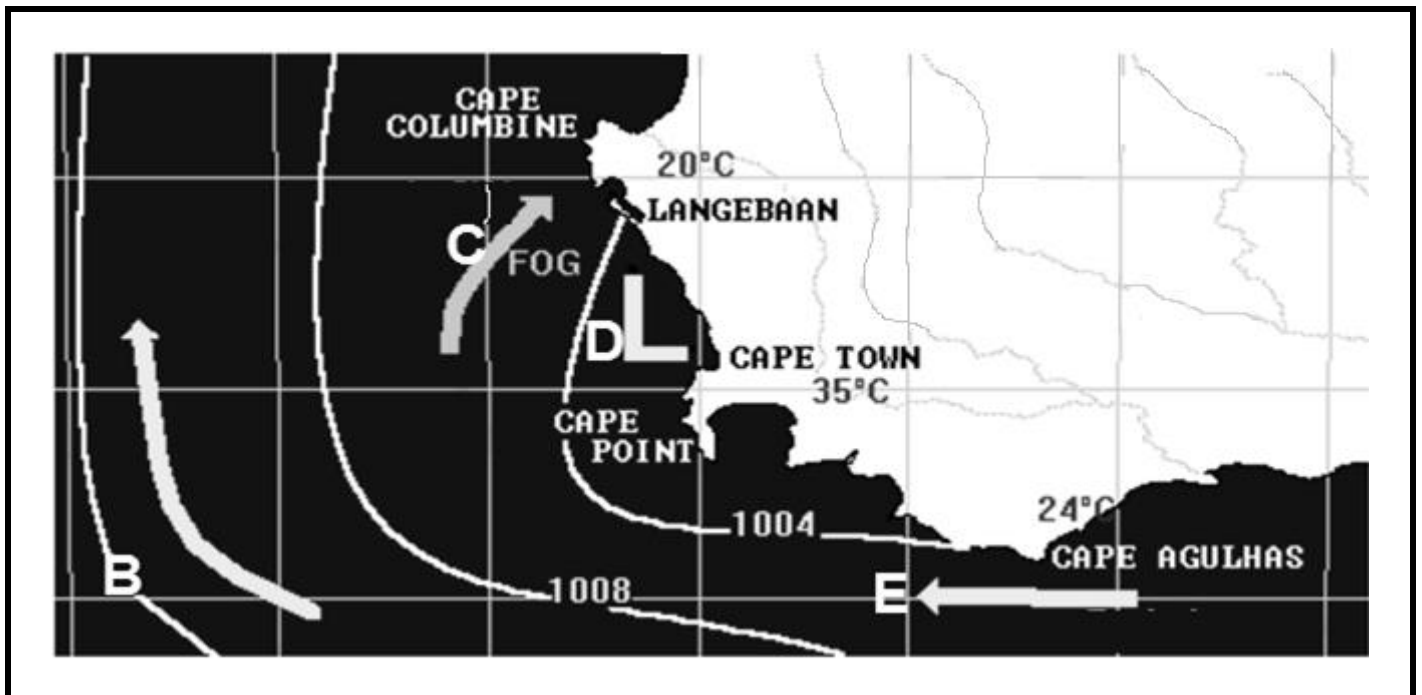 CAPE
COLUMBINE
20°C
LANGEBAAN
C
FOG
D
L
CAPE TOWN
35°C
CAPE
POINT
24°C
1004
CAPE AGULHAS
B
1008
E